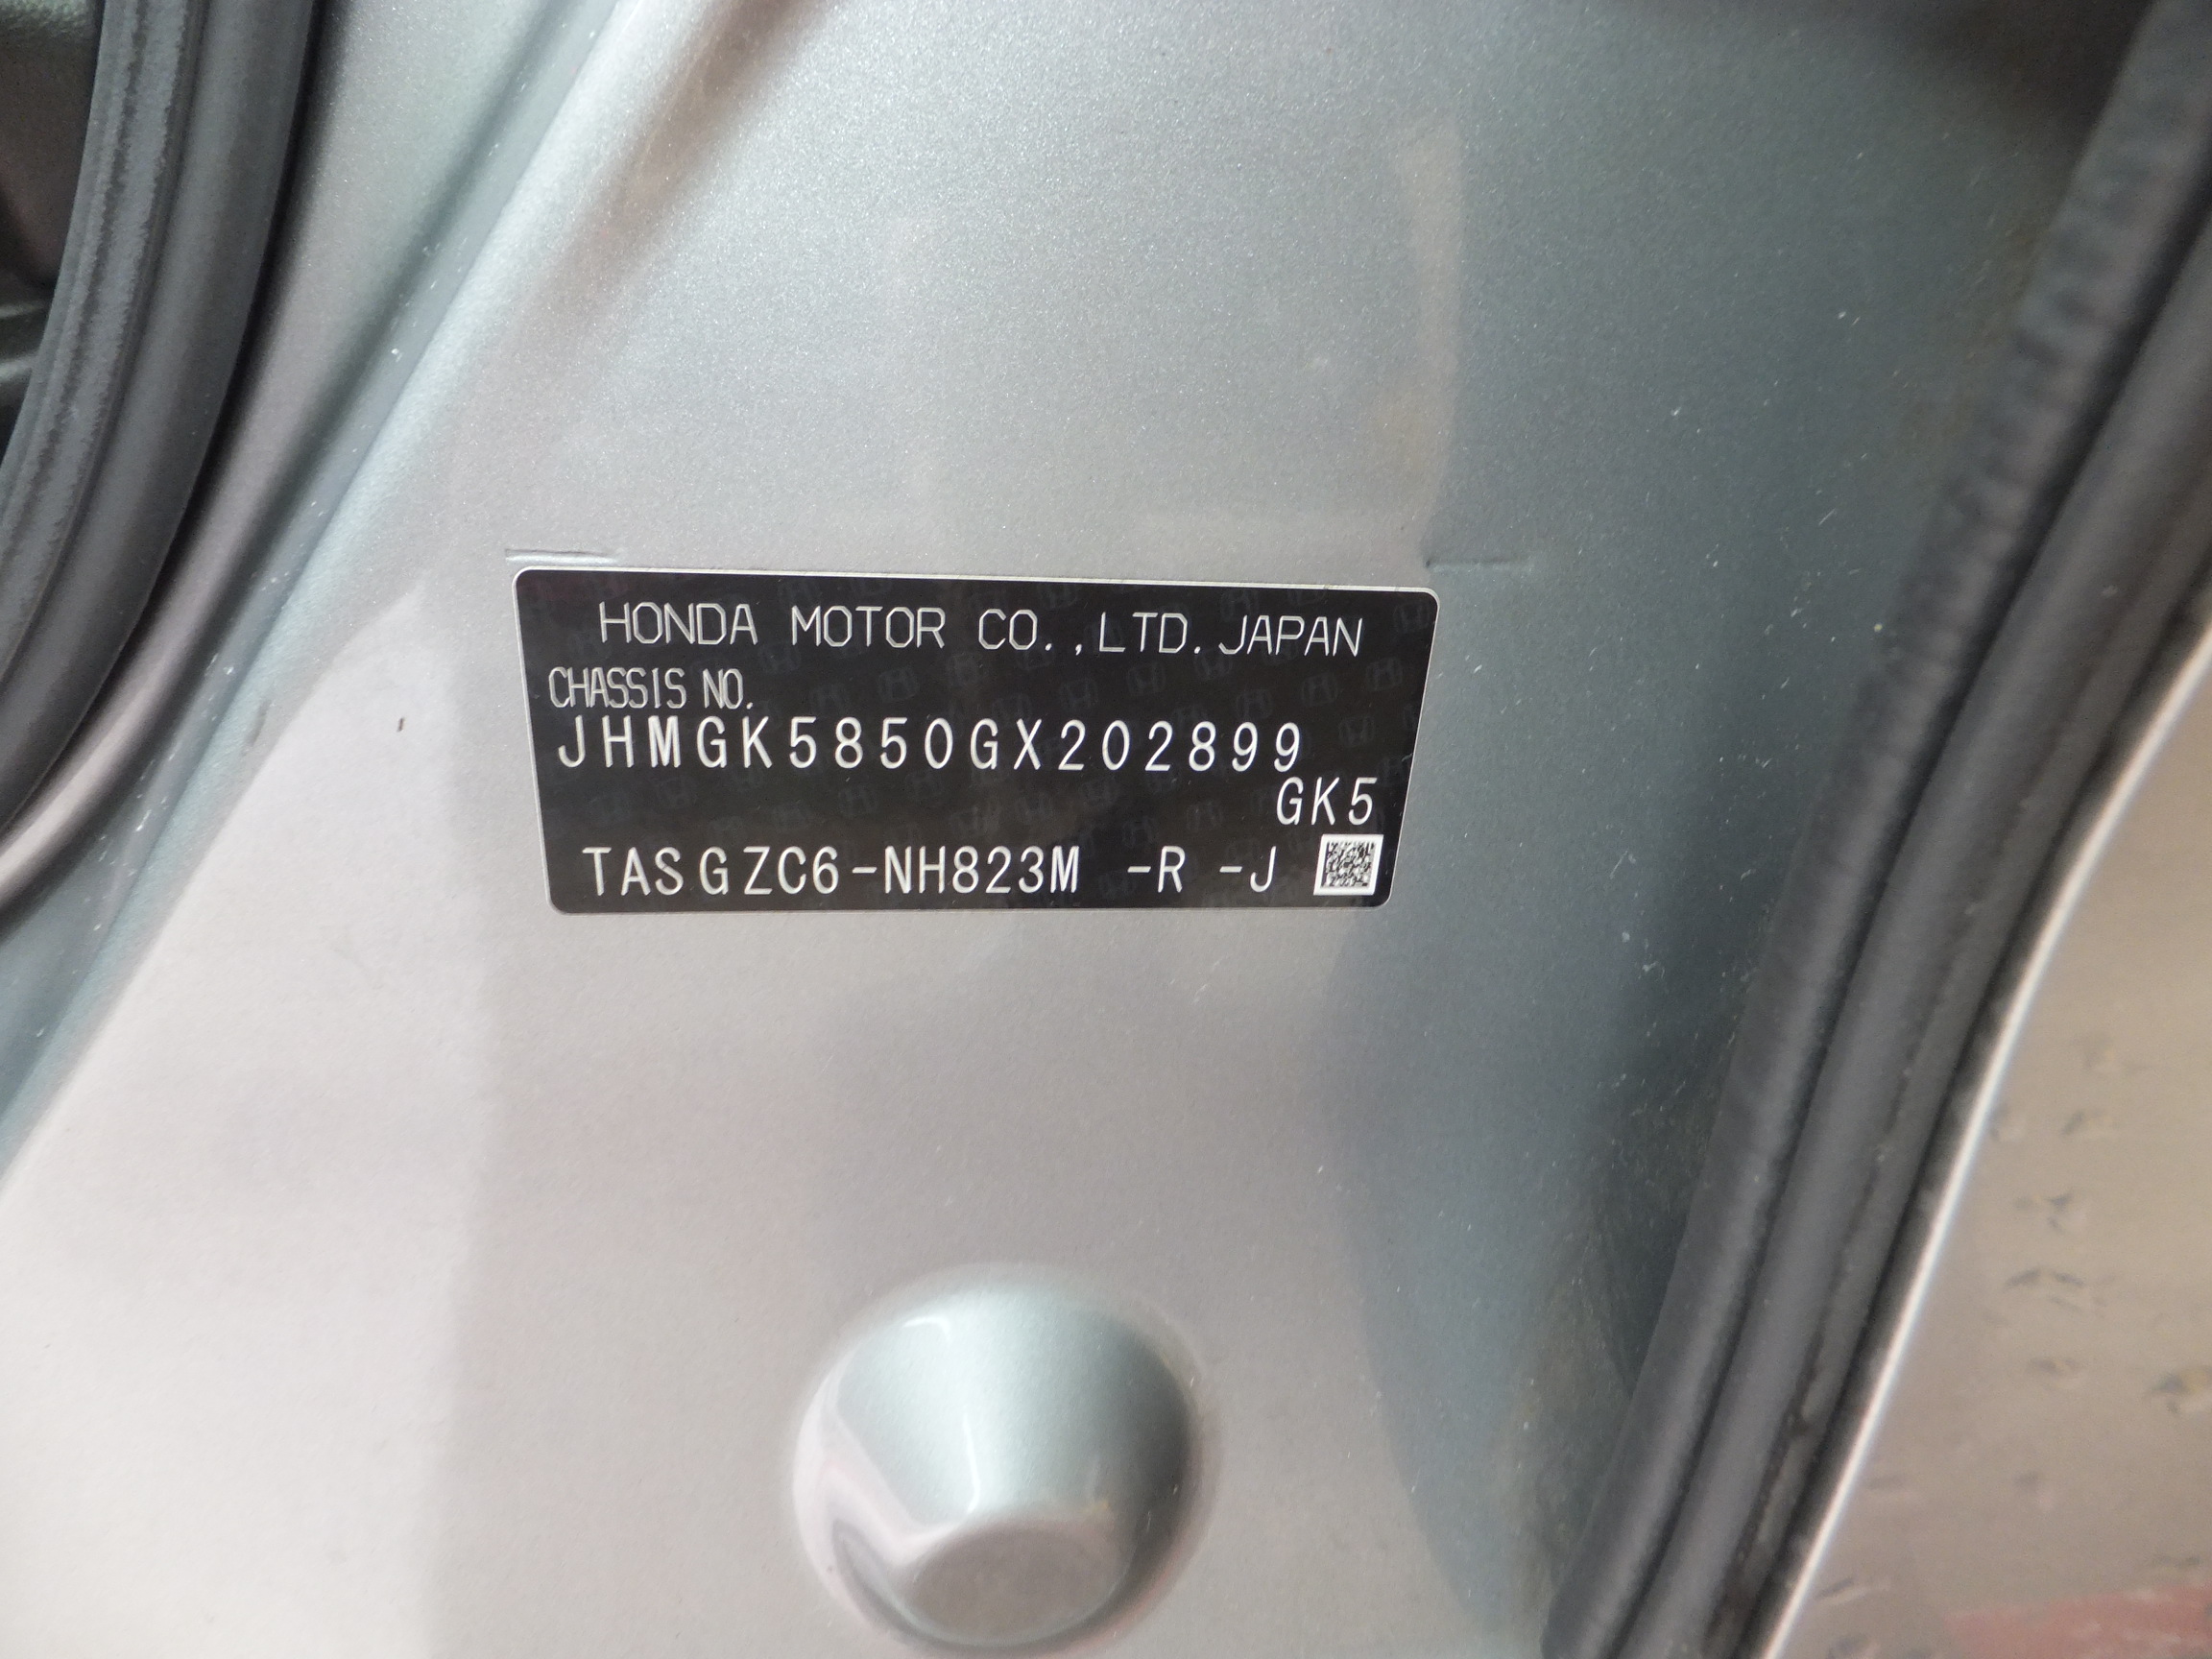 HONDA MOTOR CO.,LTD. JAPAN
CHASSIS NO.
JHMGK5850GX202899
GK5
TASGZC6-NH823M -R -J